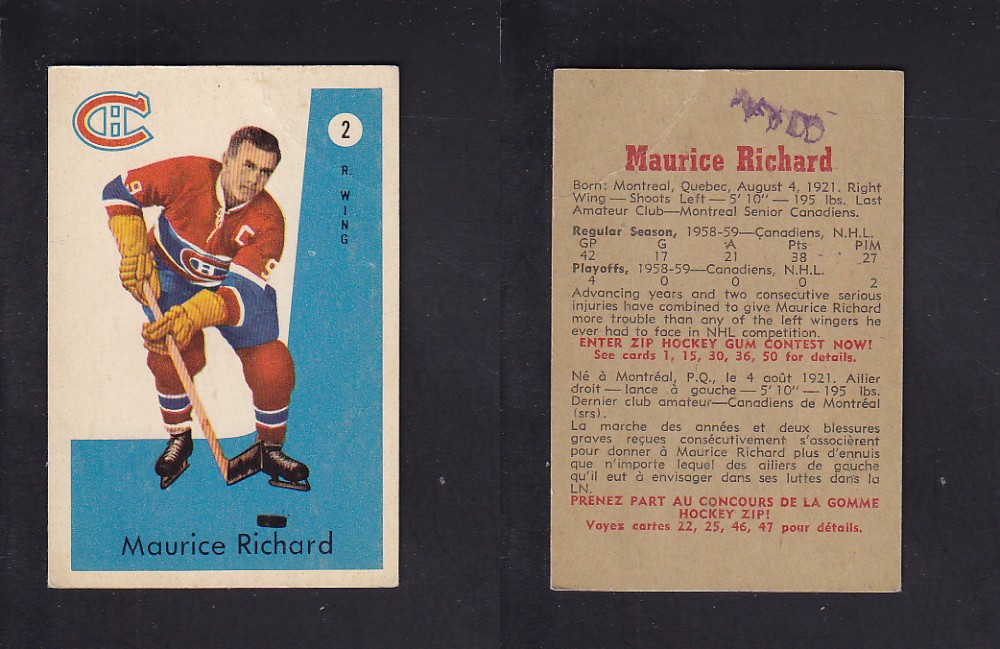 CH
2
R. WING
9
C
9
CH
Maurice Richard
Maurice Richard
Born: Montreal, Quebec, August 4, 1921. Right
Wing — Shoots Left — 5' 10" — 195 lbs. Last
Amateur Club—Montreal Senior Canadiens.
Regular Season, 1958-59—Canadiens, N.H.L.
GP G A Pts PIM
42 17 21 38 27
Playoffs, 1958-59—Canadiens, N.H.L.
4 0 0 0 2
Advancing years and two consecutive serious
injuries have combined to give Maurice Richard
more trouble than any of the left wingers he
ever had to face in NHL competition.
ENTER ZIP HOCKEY GUM CONTEST NOW!
See cards 1, 15, 30, 36, 50 for details.
Né à Montréal, P.Q., le 4 août 1921. Ailier
droit — lance à gauche — 5' 10" — 195 lbs.
Dernier club amateur—Canadiens de Montréal
(srs).
La marche des années et deux blessures
graves reçues consécutivement s'associèrent
pour donner à Maurice Richard plus d'ennuis
que n'importe lequel des ailiers de gauche
qu'il eut à envisager dans ses luttes dans la
LN.
PRENEZ PART AU CONCOURS DE LA GOMME
HOCKEY ZIP!
Voyez cartes 22, 25, 46, 47 pour détails.